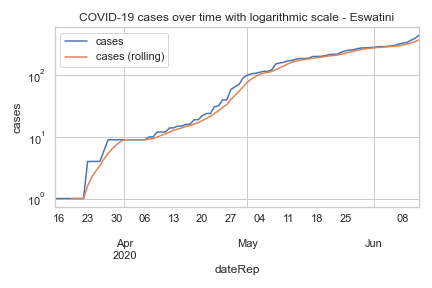 COVID-19 cases over time with logarithmic scale - Eswatini
cases
cases (rolling)
10²
10¹
10⁰
cases
16 23 30 06 13 20 27 04 11 18 25 08
Apr May Jun
2020
dateRep